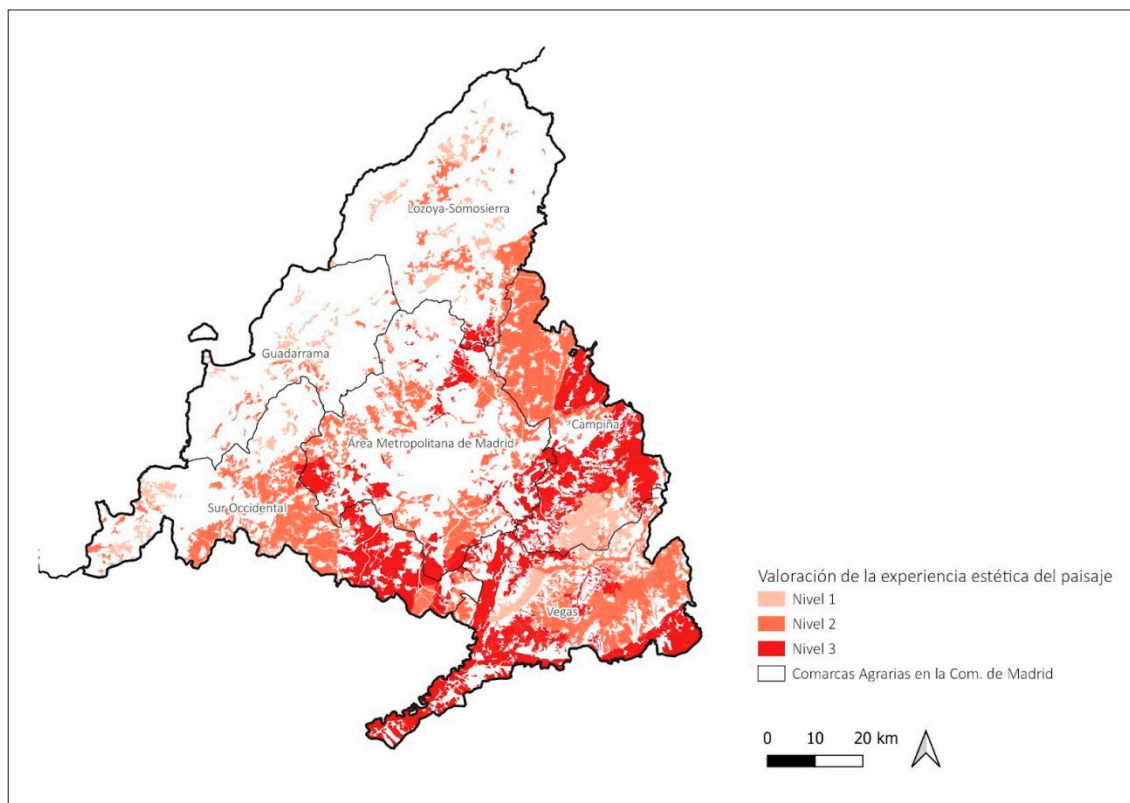 Lozoya-Somosierra
Guadarrama
Campiña
Área Metropolitana de Madrid
Sur Occidental
Vegas
Valoración de la experiencia estética del paisaje
Nivel 1
Nivel 2
Nivel 3
Comarcas Agrarias en la Com. de Madrid
0 10 20 km